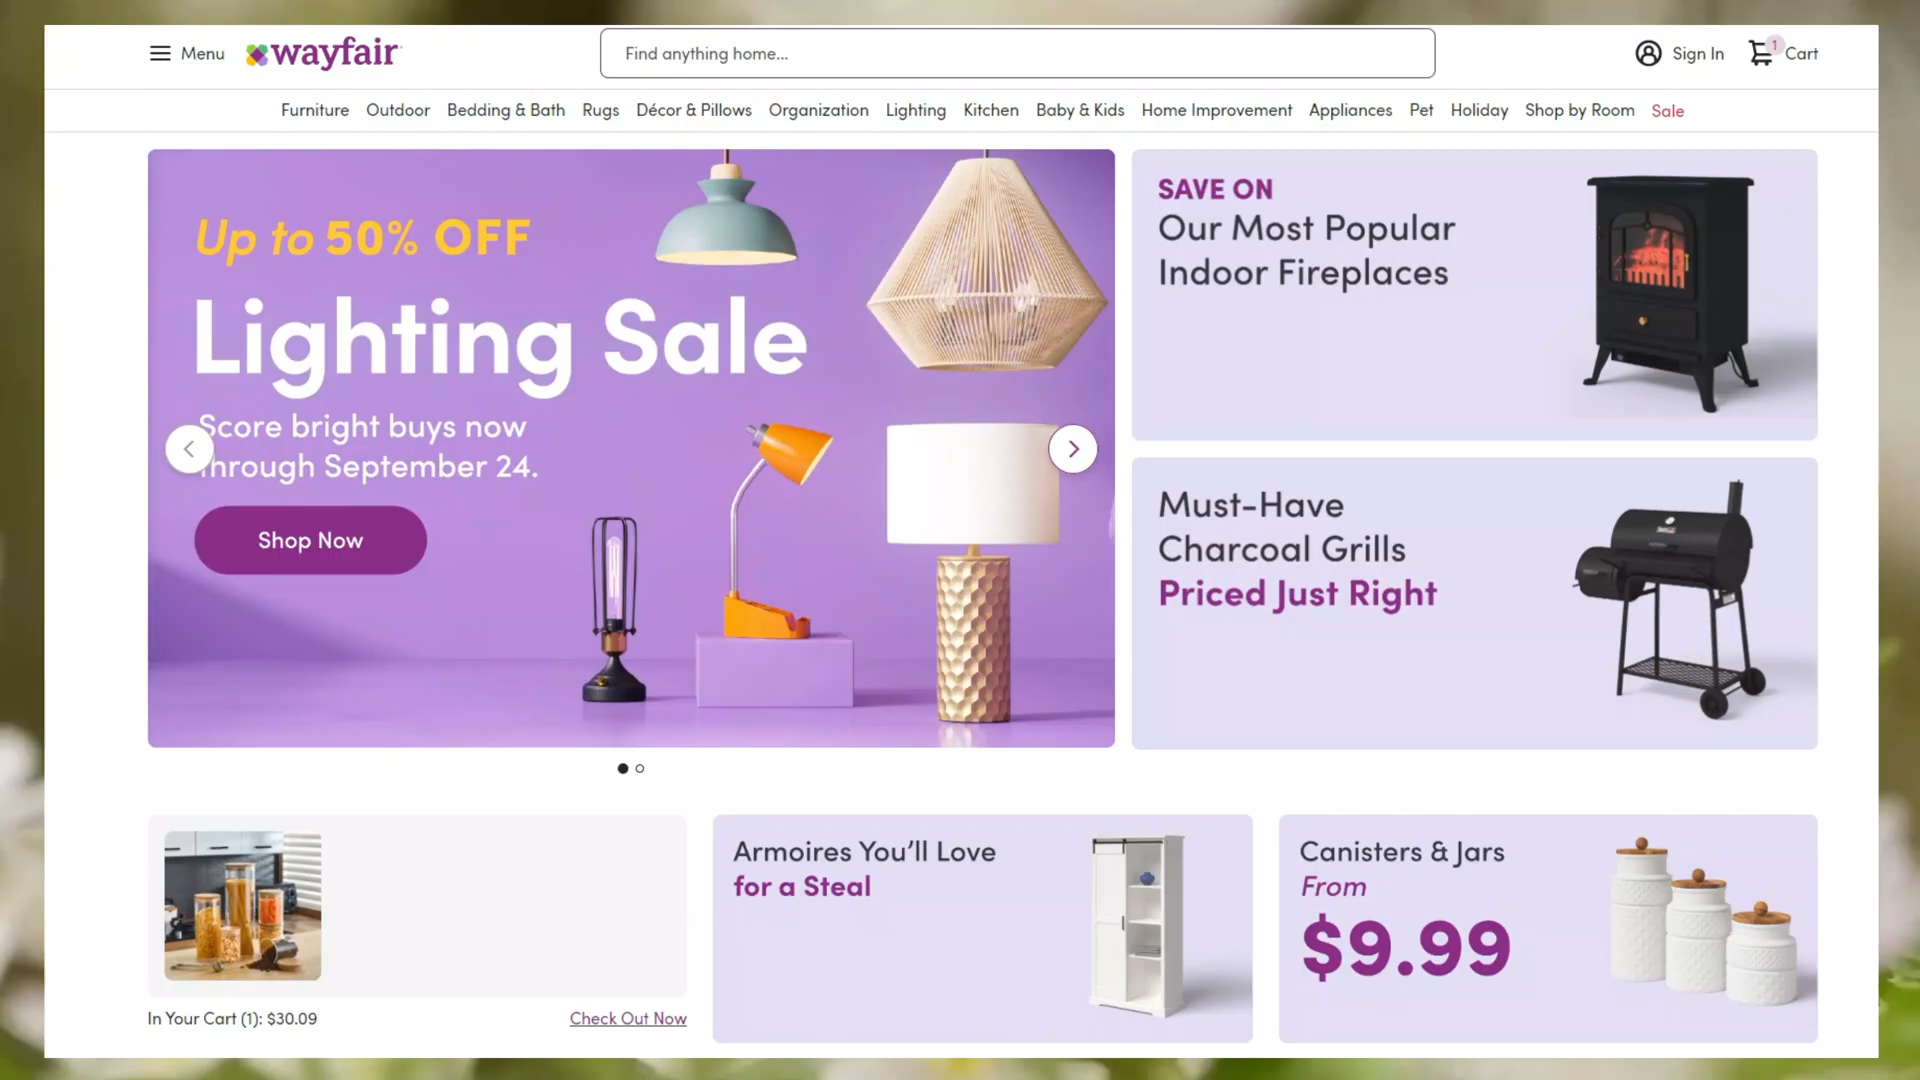 Menu
wayfair
Find anything home...
Sign In
1
Cart
Furniture Outdoor Bedding & Bath Rugs Décor & Pillows Organization Lighting Kitchen Baby & Kids Home Improvement Appliances Pet Holiday Shop by Room Sale
Up to 50% OFF
Lighting Sale
Score bright buys now
through September 24.
Shop Now
SAVE ON
Our Most Popular
Indoor Fireplaces
Must-Have
Charcoal Grills
Priced Just Right
In Your Cart (1): $30.09
Check Out Now
Armoires You'll Love
for a Steal
Canisters & Jars
From
$9.99